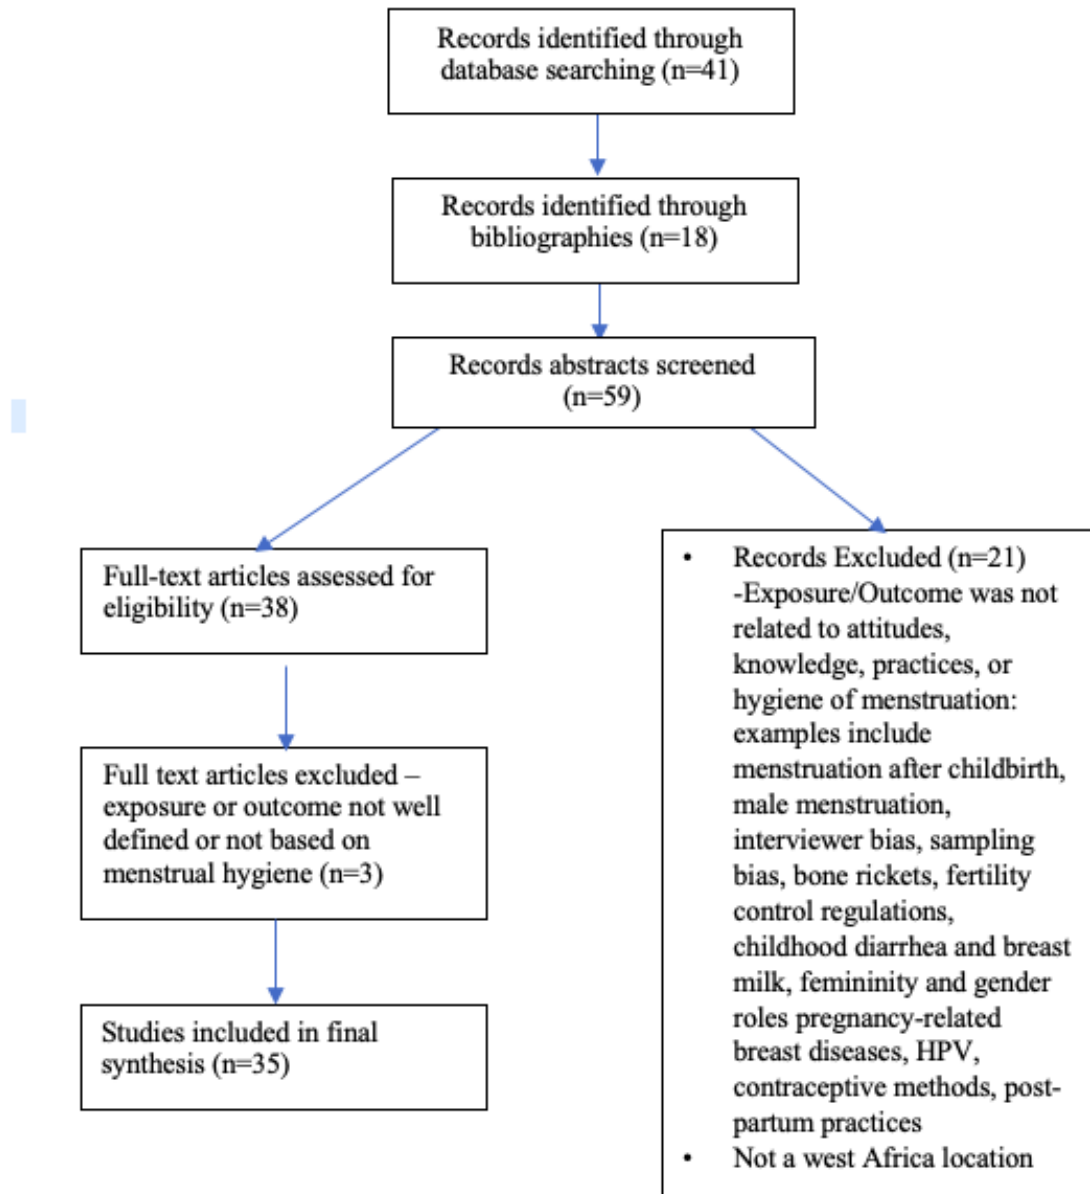 Records identified through
database searching (n=41)
Records identified through
bibliographies (n=18)
Records abstracts screened
(n=59)
Full-text articles assessed for
eligibility (n=38)
Full text articles excluded –
exposure or outcome not well
defined or not based on
menstrual hygiene (n=3)
Studies included in final
synthesis (n=35)
• Records Excluded (n=21)
-Exposure/Outcome was not
related to attitudes,
knowledge, practices, or
hygiene of menstruation:
examples include
menstruation after childbirth,
male menstruation,
interviewer bias, sampling
bias, bone rickets, fertility
control regulations,
childhood diarrhea and breast
milk, femininity and gender
roles pregnancy-related
breast diseases, HPV,
contraceptive methods, post-
partum practices
• Not a west Africa location